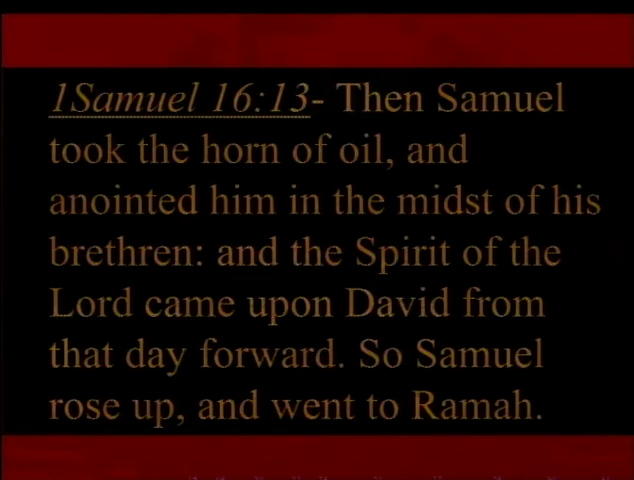 1Samuel 16:13- Then Samuel
took the horn of oil, and
anointed him in the midst of his
brethren: and the Spirit of the
Lord came upon David from
that day forward. So Samuel
rose up, and went to Ramah.